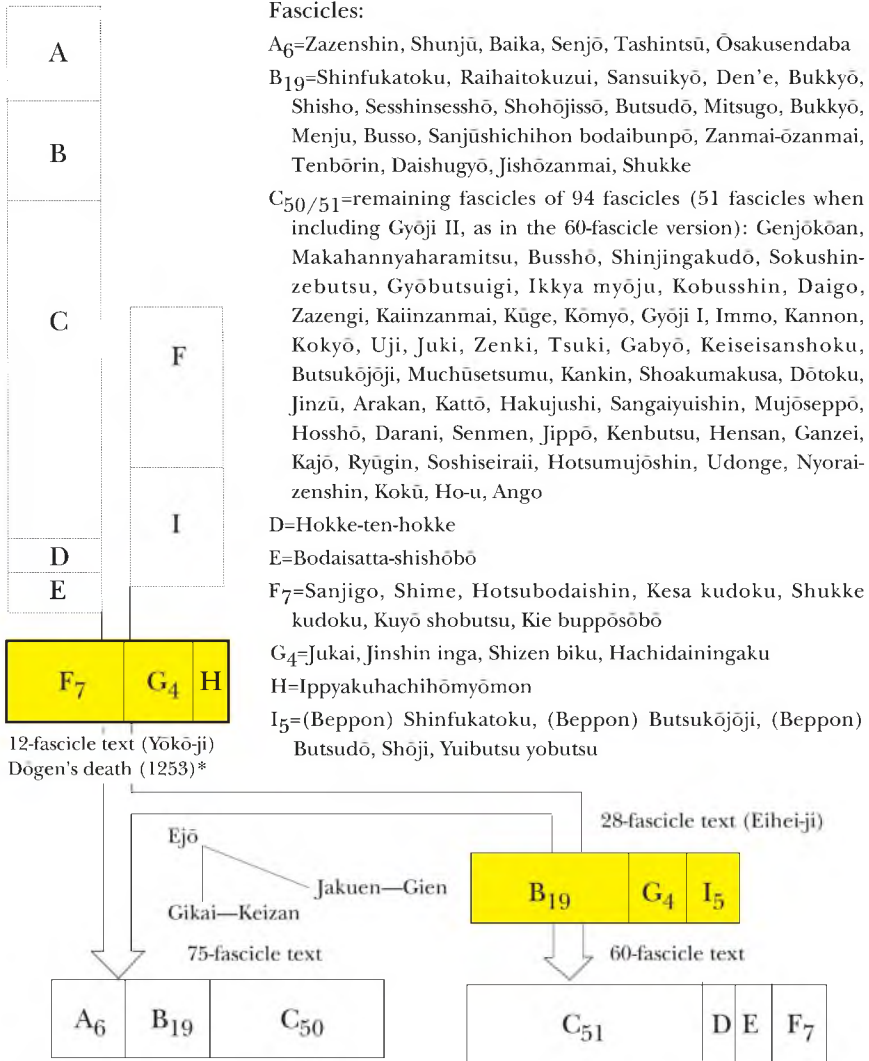 Fascicles:
A6=Zazenshin, Shunjū, Baika, Senjō, Tashintsū, Ōsakusendaba
B19=Shinfukatoku, Raihaitokuzui, Sansuikyō, Den’e, Bukkyō,
Shisho, Sesshinsesshō, Shohōjissō, Butsudō, Mitsugo, Bukkyō,
Menju, Busso, Sanjūshichihon bodaibunpō, Zanmai-ōzanmai,
Tenbōrin, Daishugyō, Jishōzanmai, Shukke
C50/51=remaining fascicles of 94 fascicles (51 fascicles when
including Gyōji II, as in the 60-fascicle version): Genjōkōan,
Makahannyaharamitsu, Busshō, Shinjingakudō, Sokushin-
zebutsu, Gyōbutsuigi, Ikkya myōju, Kobusshin, Daigo,
Zazengi, Kaiinzanmai, Kūge, Kōmyō, Gyōji I, Immo, Kannon,
Kokyō, Uji, Juki, Zenki, Tsuki, Gabyō, Keiseisanshoku,
Butsukōjōji, Muchūsetsumu, Kankin, Shoakumakusa, Dōtoku,
Jinzū, Arakan, Kattō, Hakujushi, Sangaiyuishin, Mujōseppō,
Hosshō, Darani, Senmen, Jippō, Kenbutsu, Hensan, Ganzei,
Kajō, Ryūgin, Soshiseiraii, Hotsumujōshin, Udonge, Nyorai-
zenshin, Kokū, Ho-u, Ango
D=Hokke-ten-hokke
E=Bodaisatta-shishōbō
F7=Sanjigo, Shime, Hotsubodaishin, Kesa kudoku, Shukke
kudoku, Kuyō shobutsu, Kie buppōsōbō
G4=Jukai, Jinshin inga, Shizen biku, Hachidainingaku
H=Ippyakuhachihōmyōmon
I5=(Beppon) Shinfukatoku, (Beppon) Butsukōjōji, (Beppon)
Butsudō, Shōji, Yuibutsu yobutsu
A
B
C
F
I
D
E
F7 G4 H
12-fascicle text (Yōkō-ji)
Dōgen’s death (1253)*
28-fascicle text (Eihei-ji)
Ejō
Jakuen—Gien
Gikai—Keizan
B19 G4 I5
75-fascicle text
60-fascicle text
A6 B19 C50
C51 D E F7